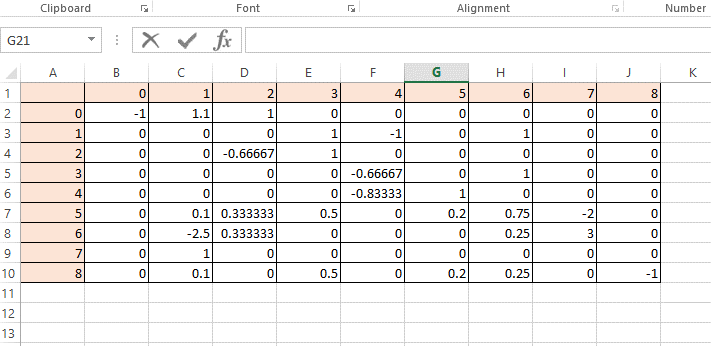 Clipboard Font Alignment Number
G21 fx
A B C D E F G H I J K
1 0 1 2 3 4 5 6 7 8
2 0 -1 1.1 1 0 0 0 0 0 0
3 1 0 0 0 1 -1 0 1 0 0
4 2 0 0 -0.66667 1 0 0 0 0 0
5 3 0 0 0 0 -0.66667 0 1 0 0
6 4 0 0 0 0 -0.83333 1 0 0 0
7 5 0 0.1 0.333333 0.5 0 0.2 0.75 -2 0
8 6 0 -2.5 0.333333 0 0 0 0.25 3 0
9 7 0 1 0 0 0 0 0 0 0
10 8 0 0.1 0 0.5 0 0.2 0.25 0 -1
11
12
13